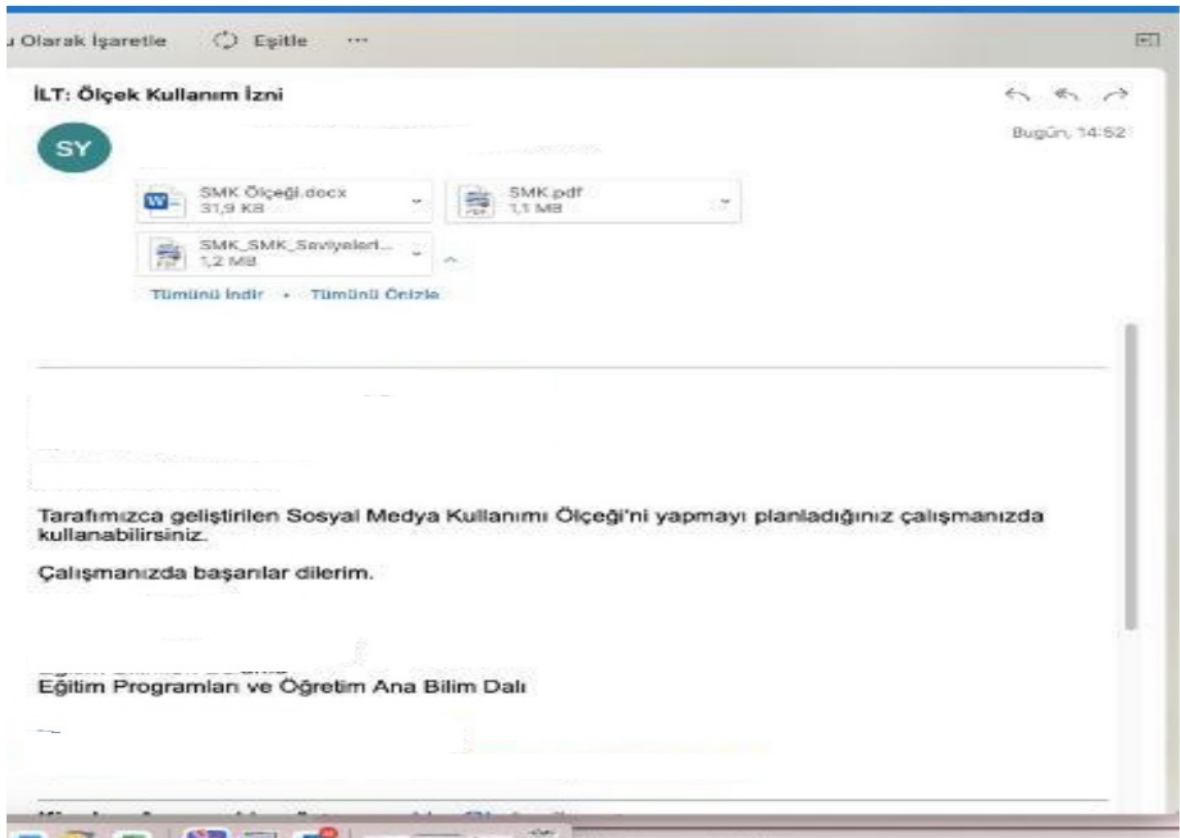 Olarak İşaretle Eşitle ...
İLT: Ölçek Kullanım İzni
Bugün, 14:52
SY
SMK Ölçeği.docx
31,9 KB
SMK.pdf
1,1 MB
SMK_SMK_Seviyeleri...
1,2 MB
Tümünü İndir • Tümünü Önizle
Tarafımızca geliştirilen Sosyal Medya Kullanımı Ölçeği'ni yapmayı planladığınız çalışmanızda
kullanabilirsiniz.
Çalışmanızda başarılar dilerim.
Eğitim Programları ve Öğretim Ana Bilim Dalı